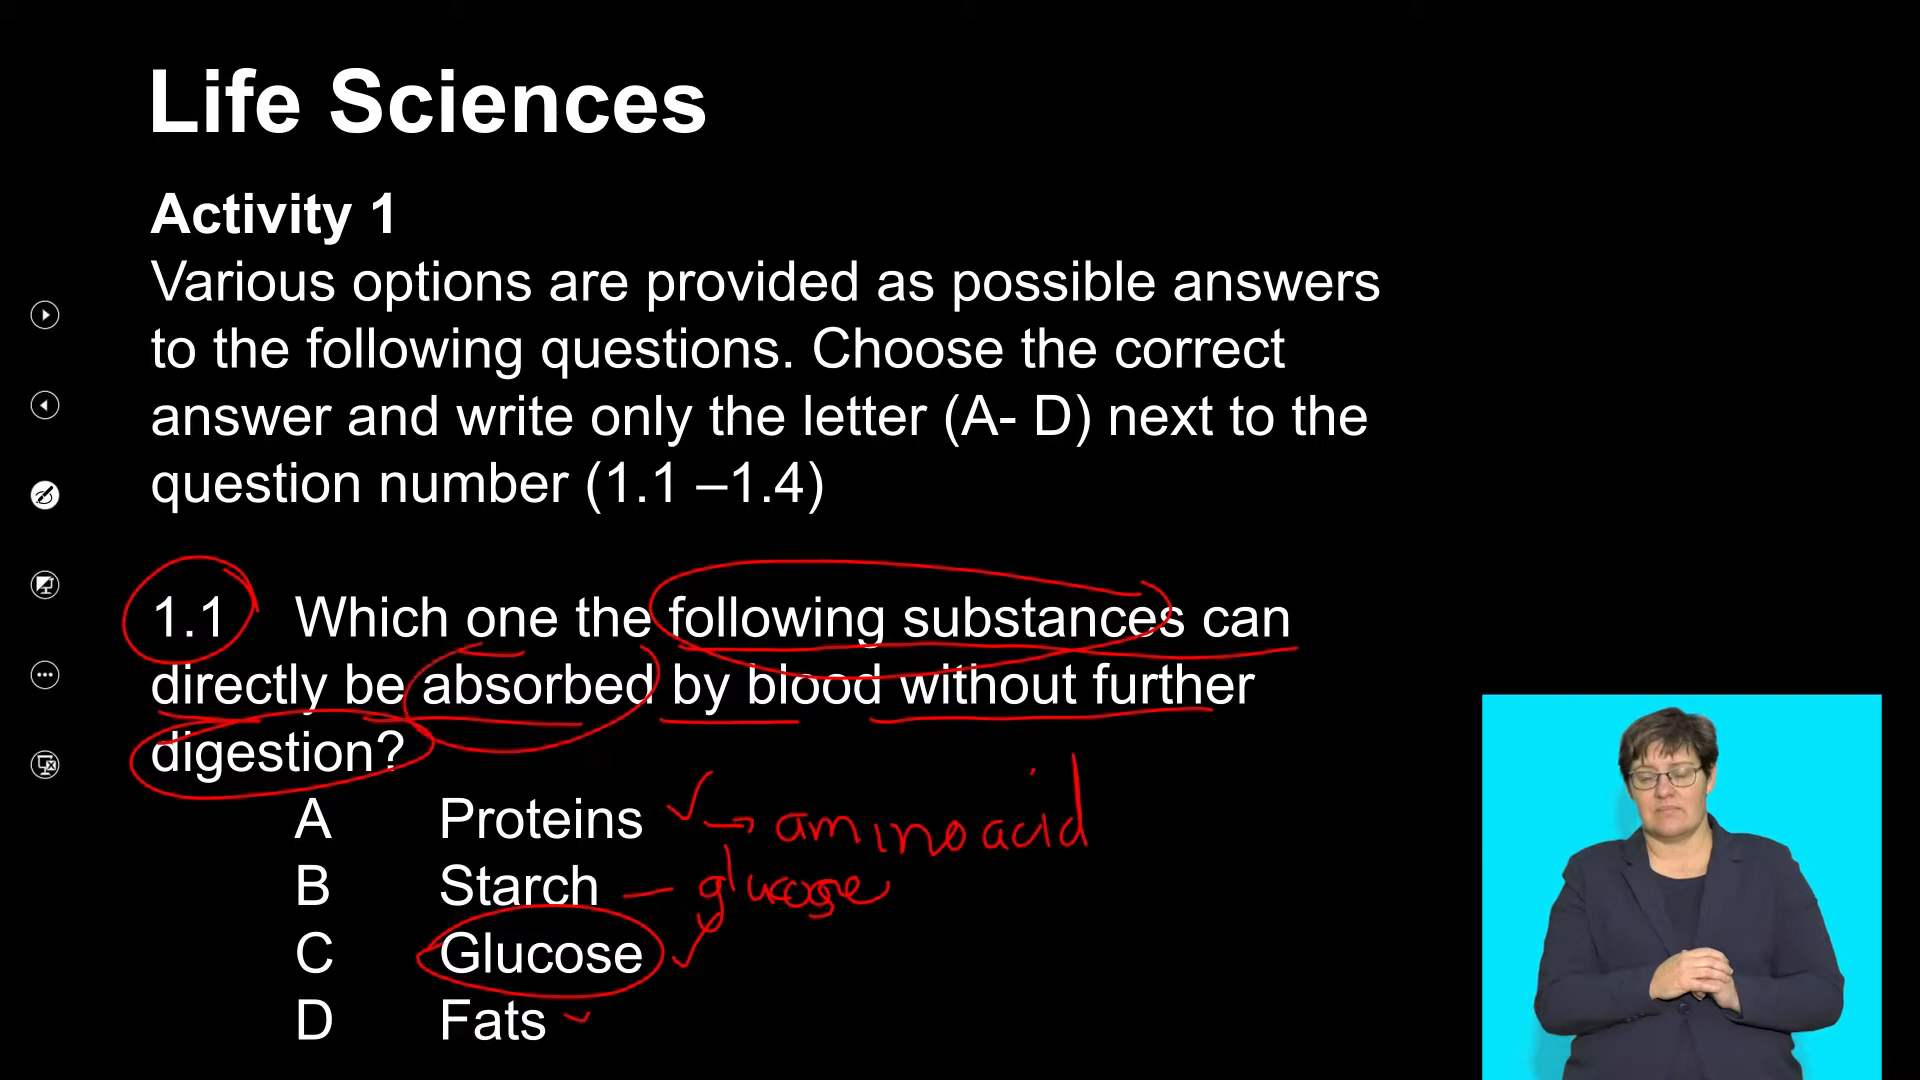 Life Sciences
Activity 1
Various options are provided as possible answers
to the following questions. Choose the correct
answer and write only the letter (A- D) next to the
question number (1.1 –1.4)
1.1 Which one the following substances can
directly be absorbed by blood without further
digestion?
A Proteins → amino acid
B Starch — glucose
C Glucose
D Fats